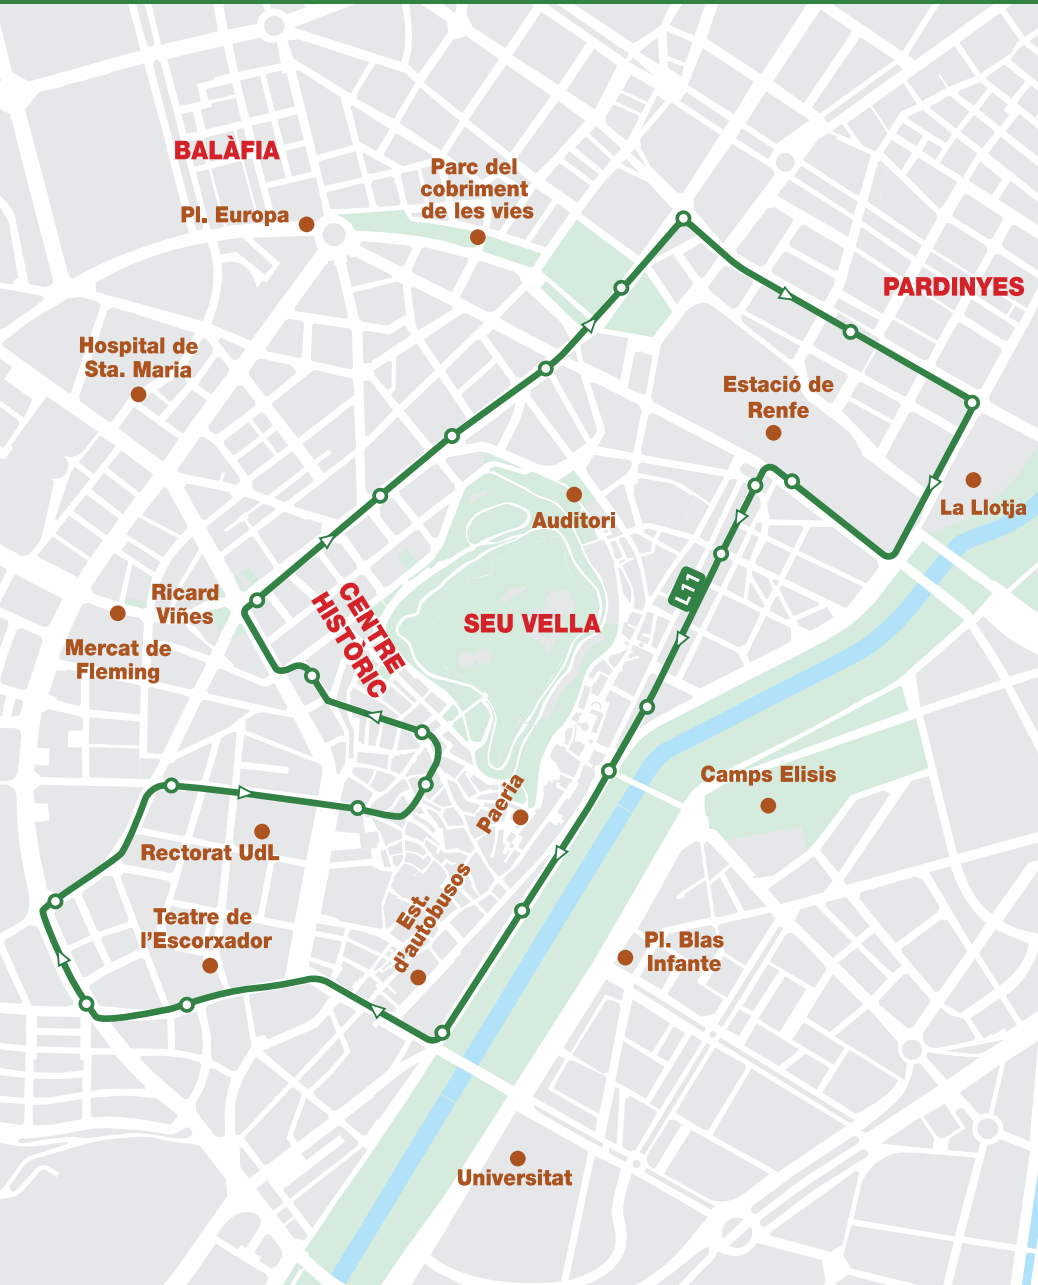 BALÀFIA
Parc del
cobriment
de les vies
Pl. Europa
PARDINYES
Hospital de
Sta. Maria
Estació de
Renfe
La Llotja
Auditori
L11
Ricard
Viñes
CENTRE
HISTÒRIC
SEU VELLA
Mercat de
Fleming
Camps Elisis
Paeria
Rectorat UdL
Est.
d'autobusos
Teatre de
l'Escorxador
Pl. Blas
Infante
Universitat